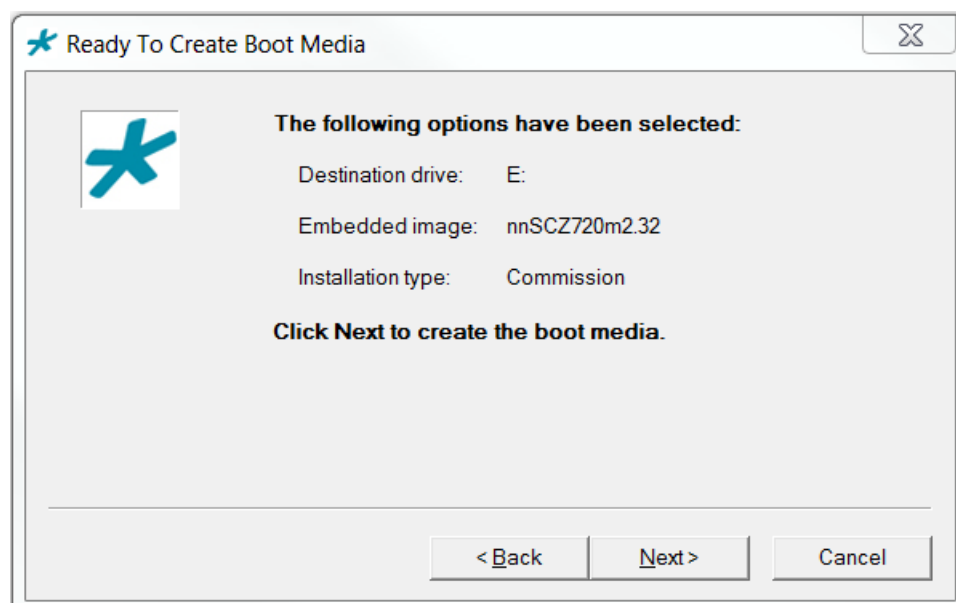 Ready To Create Boot Media
The following options have been selected:
Destination drive: E:
Embedded image: nnSCZ720m2.32
Installation type: Commission
Click Next to create the boot media.
< Back Next > Cancel